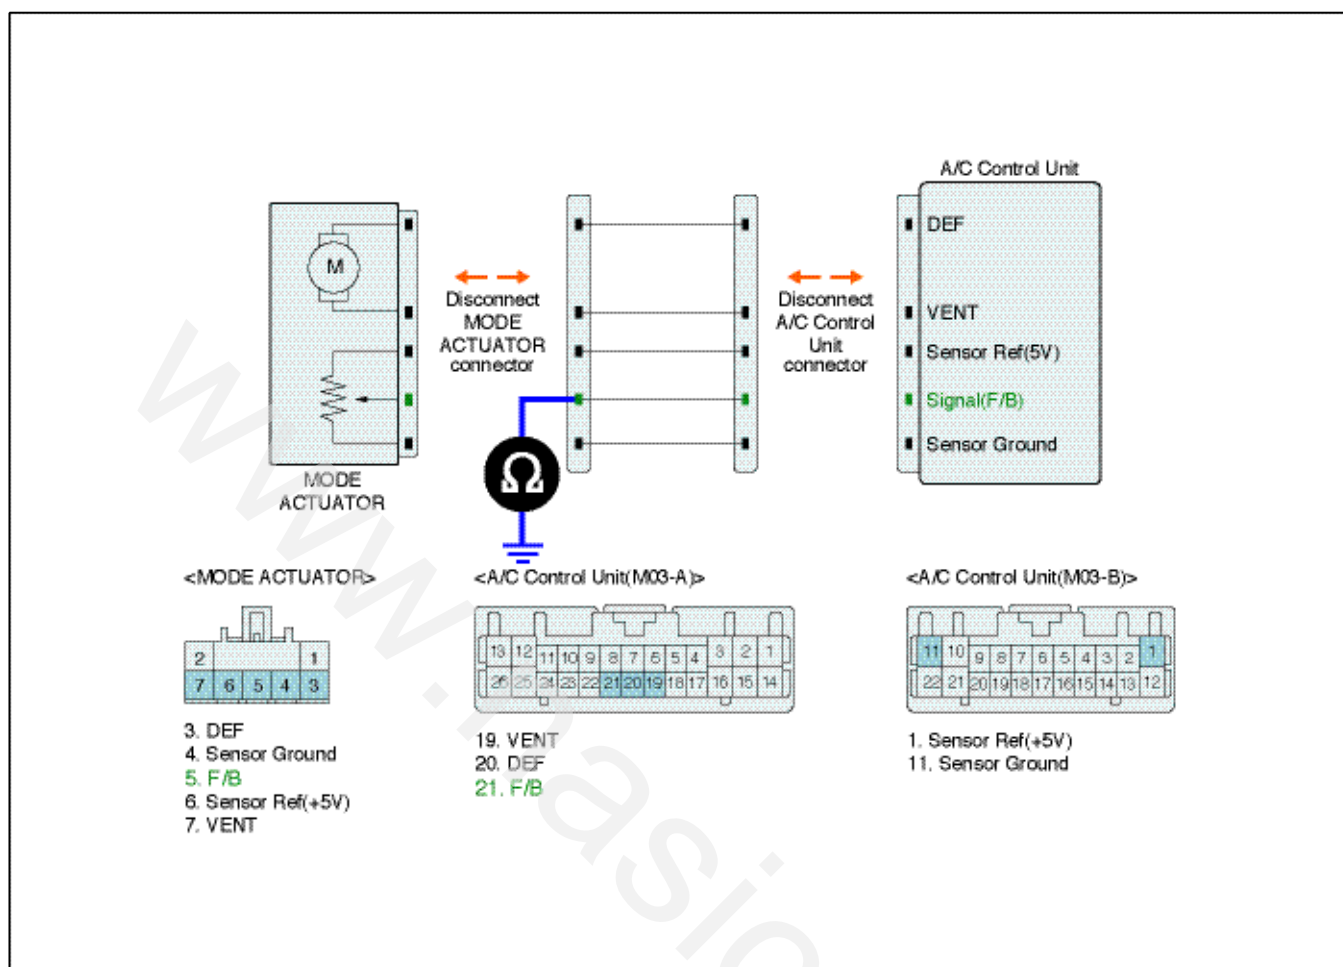 A/C Control Unit
DEF
M
Disconnect
MODE
ACTUATOR
connector
Disconnect
A/C Control
Unit
connector
VENT
Sensor Ref(5V)
Signal(F/B)
Sensor Ground
Ω
MODE
ACTUATOR
<MODE ACTUATOR>
2 1
7 6 5 4 3
3. DEF
4. Sensor Ground
5. F/B
6. Sensor Ref(+5V)
7. VENT
<A/C Control Unit(M03-A)>
13 12 11 10 9 8 7 6 5 4 3 2 1
26 25 24 23 22 21 20 19 18 17 16 15 14
19. VENT
20. DEF
21. F/B
<A/C Control Unit(M03-B)>
11 10 9 8 7 6 5 4 3 2 1
22 21 20 19 18 17 16 15 14 13 12
1. Sensor Ref(+5V)
11. Sensor Ground
www.nasic